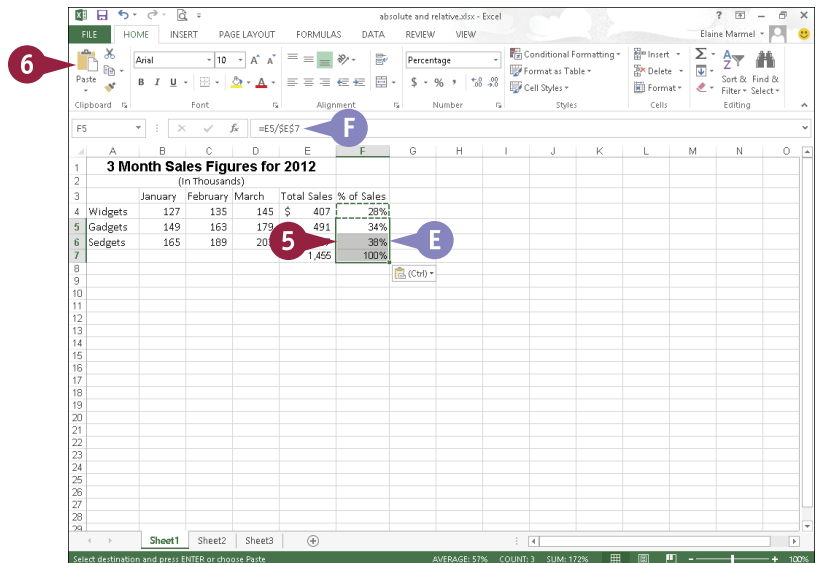 absolute and relative.xlsx - Excel
FILE HOME INSERT PAGE LAYOUT FORMULAS DATA REVIEW VIEW Elaine Marmel
6
Paste
Arial 10
B I U
Percentage
$ % ,
Conditional Formatting
Format as Table
Cell Styles
Insert
Delete
Format
Sort & Find &
Filter Select
Clipboard Font Alignment Number Styles Cells Editing
F5 fx =E5/$E$7 F
A B C D E F G H I J K L M N O
1 3 Month Sales Figures for 2012
2 (In Thousands)
3 January February March Total Sales % of Sales
4 Widgets 127 135 145 $ 407 28%
5 Gadgets 149 163 179 491 34%
6 Sedgets 165 189 5 38% E
7 1,455 100%
8
(Ctrl)
9
10
11
12
13
14
15
16
17
18
19
20
21
22
23
24
25
26
27
28
29
Sheet1 Sheet2 Sheet3
Select destination and press ENTER or choose Paste AVERAGE: 57% COUNT: 3 SUM: 172% 100%